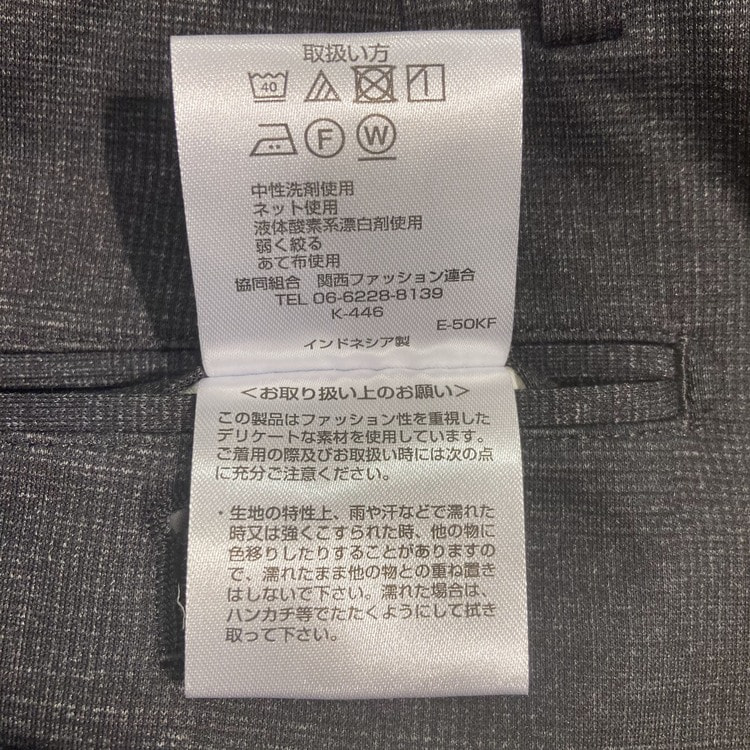 取扱い方
40
F W
中性洗剤使用
ネット使用
液体酸素系漂白剤使用
弱く絞る
あて布使用
協同組合 関西ファッション連合
TEL 06-6228-8139
K-446
E-50KF
インドネシア製
＜お取り扱い上のお願い＞
この製品はファッション性を重視した
デリケートな素材を使用しています。
ご着用の際及びお取扱い時には次の点
に充分ご注意ください。
・生地の特性上、雨や汗などで濡れた
時又は強くこすられた時、他の物に
色移りしたりすることがありますの
で、濡れたまま他の物との重ね置き
はしないで下さい。濡れた場合は、
ハンカチ等でたたくようにして拭き
取って下さい。